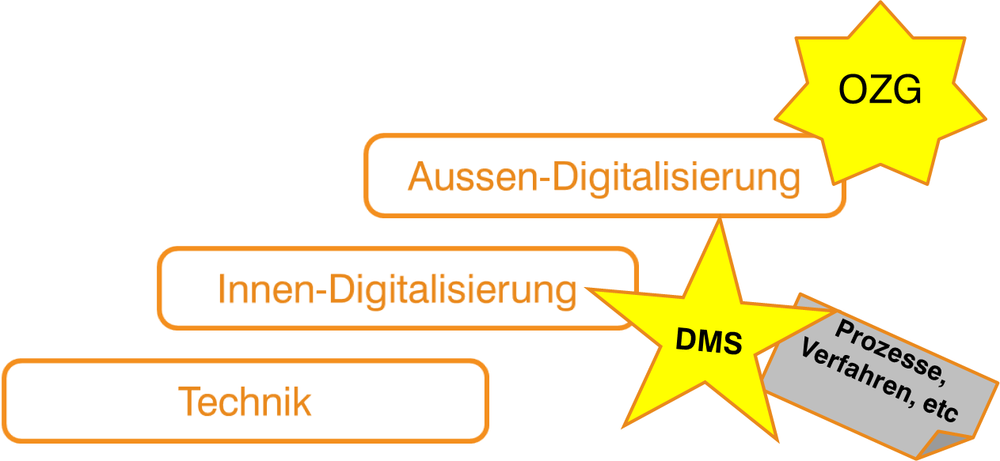 OZG
Aussen-Digitalisierung
Innen-Digitalisierung
DMS
Prozesse,
Verfahren, etc
Technik